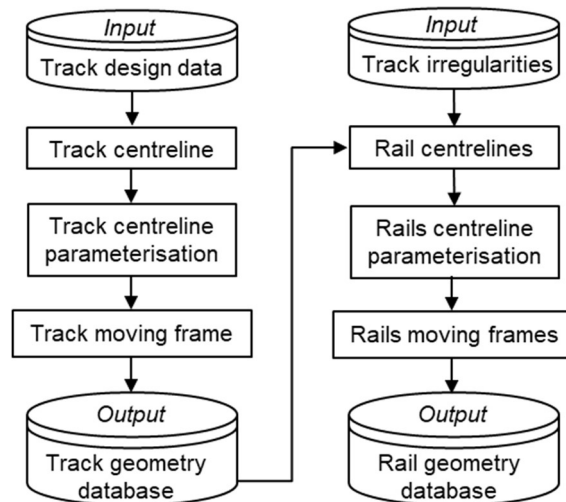 Input
Track design data
Track centreline
Track centreline
parameterisation
Track moving frame
Output
Track geometry
database
Input
Track irregularities
Rail centrelines
Rails centreline
parameterisation
Rails moving frames
Output
Rail geometry
database